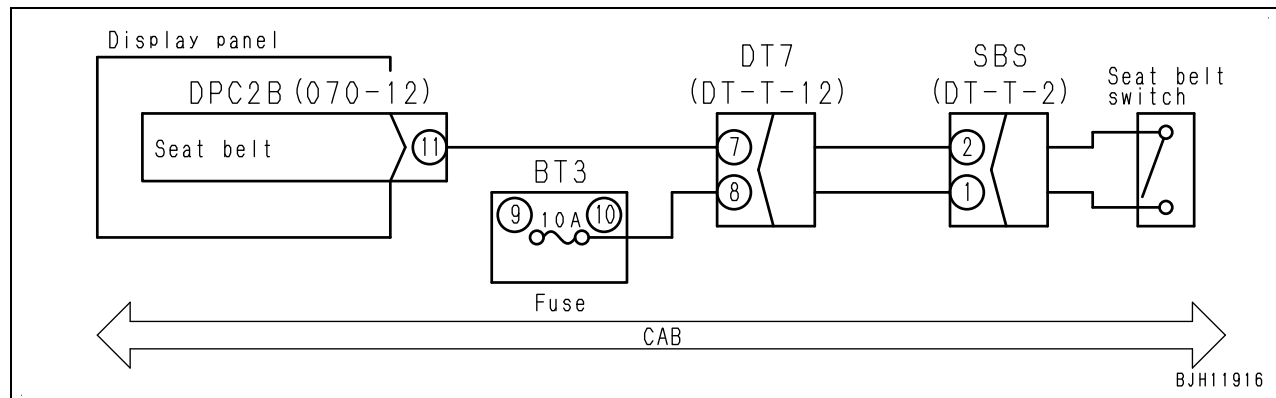 Display panel
DPC2B (070-12)
Seat belt
11
BT3
9
10A
10
Fuse
DT7
(DT-T-12)
7
8
SBS
(DT-T-2)
2
1
Seat belt
switch
CAB
BJH11916